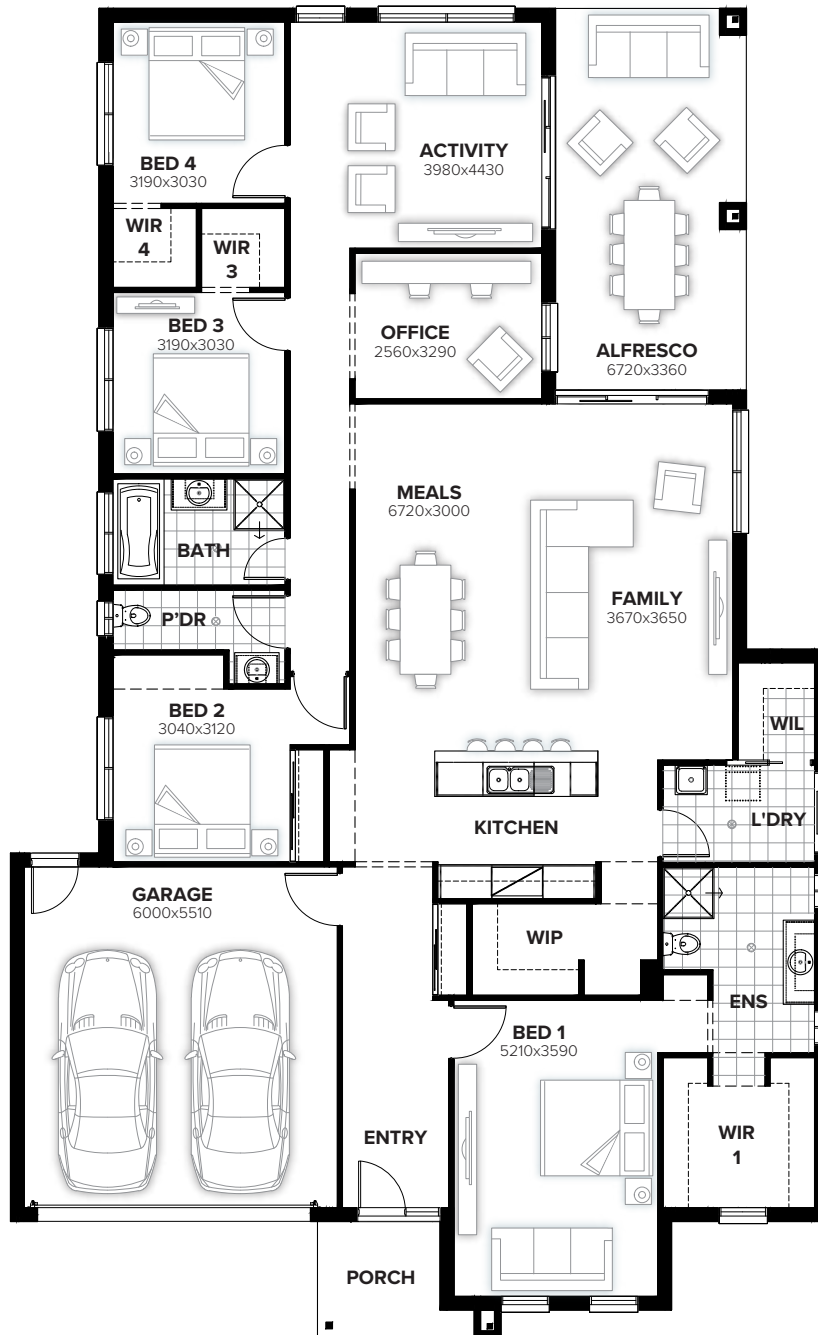 BED 4
3190x3030
ACTIVITY
3980x4430
WIR
4
WIR
3
BED 3
3190x3030
OFFICE
2560x3290
ALFRESCO
6720x3360
MEALS
6720x3000
BATH
FAMILY
3670x3650
P'DR
BED 2
3040x3120
WIL
L'DRY
KITCHEN
GARAGE
6000x5510
WIP
ENS
BED 1
5210x3590
ENTRY
WIR
1
PORCH